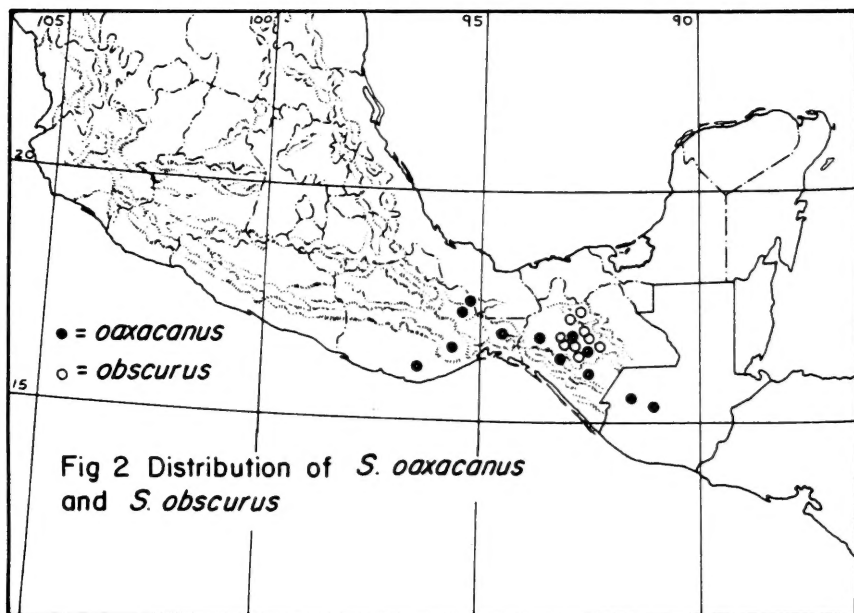 105
100
95
90
20
● = oaxacanus
○ = obscurus
15
Fig 2 Distribution of S. oaxacanus
and S. obscurus